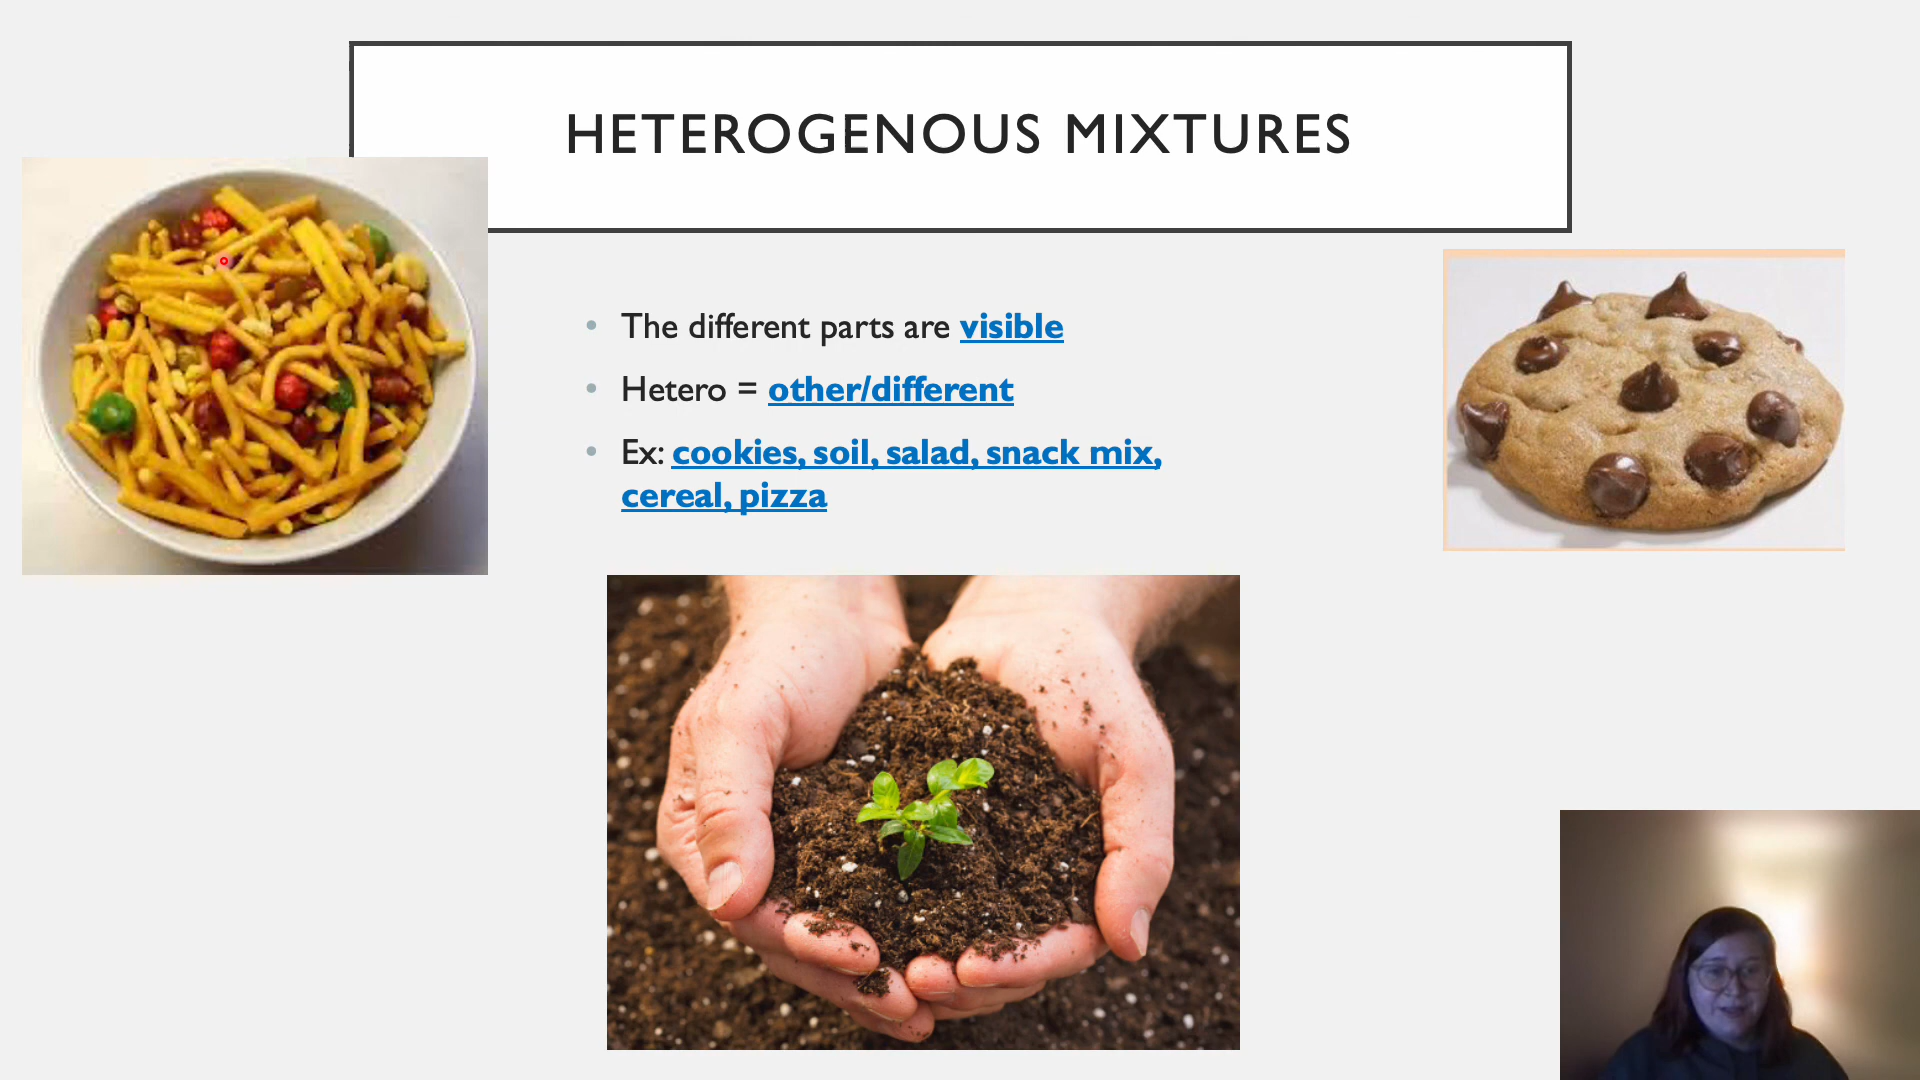 HETEROGENOUS MIXTURES
• The different parts are visible
• Hetero = other/different
• Ex: cookies, soil, salad, snack mix,
cereal, pizza